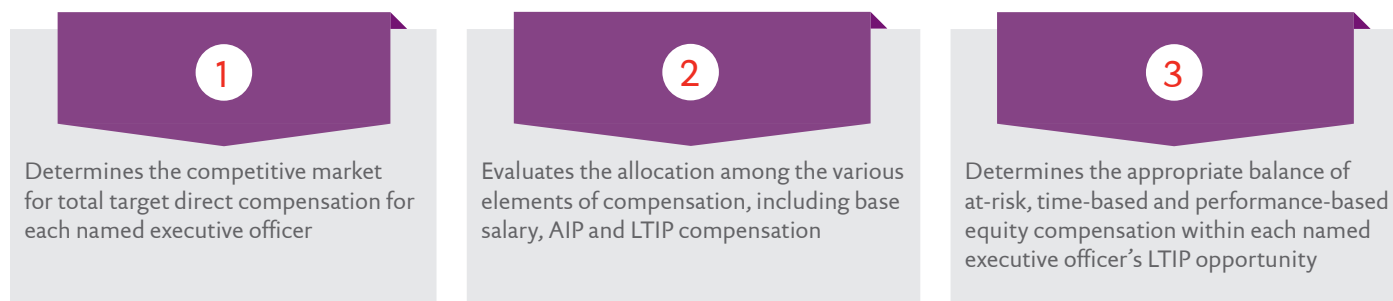 1
Determines the competitive market
for total target direct compensation for
each named executive officer
2
Evaluates the allocation among the various
elements of compensation, including base
salary, AIP and LTIP compensation
3
Determines the appropriate balance of
at-risk, time-based and performance-based
equity compensation within each named
executive officer’s LTIP opportunity